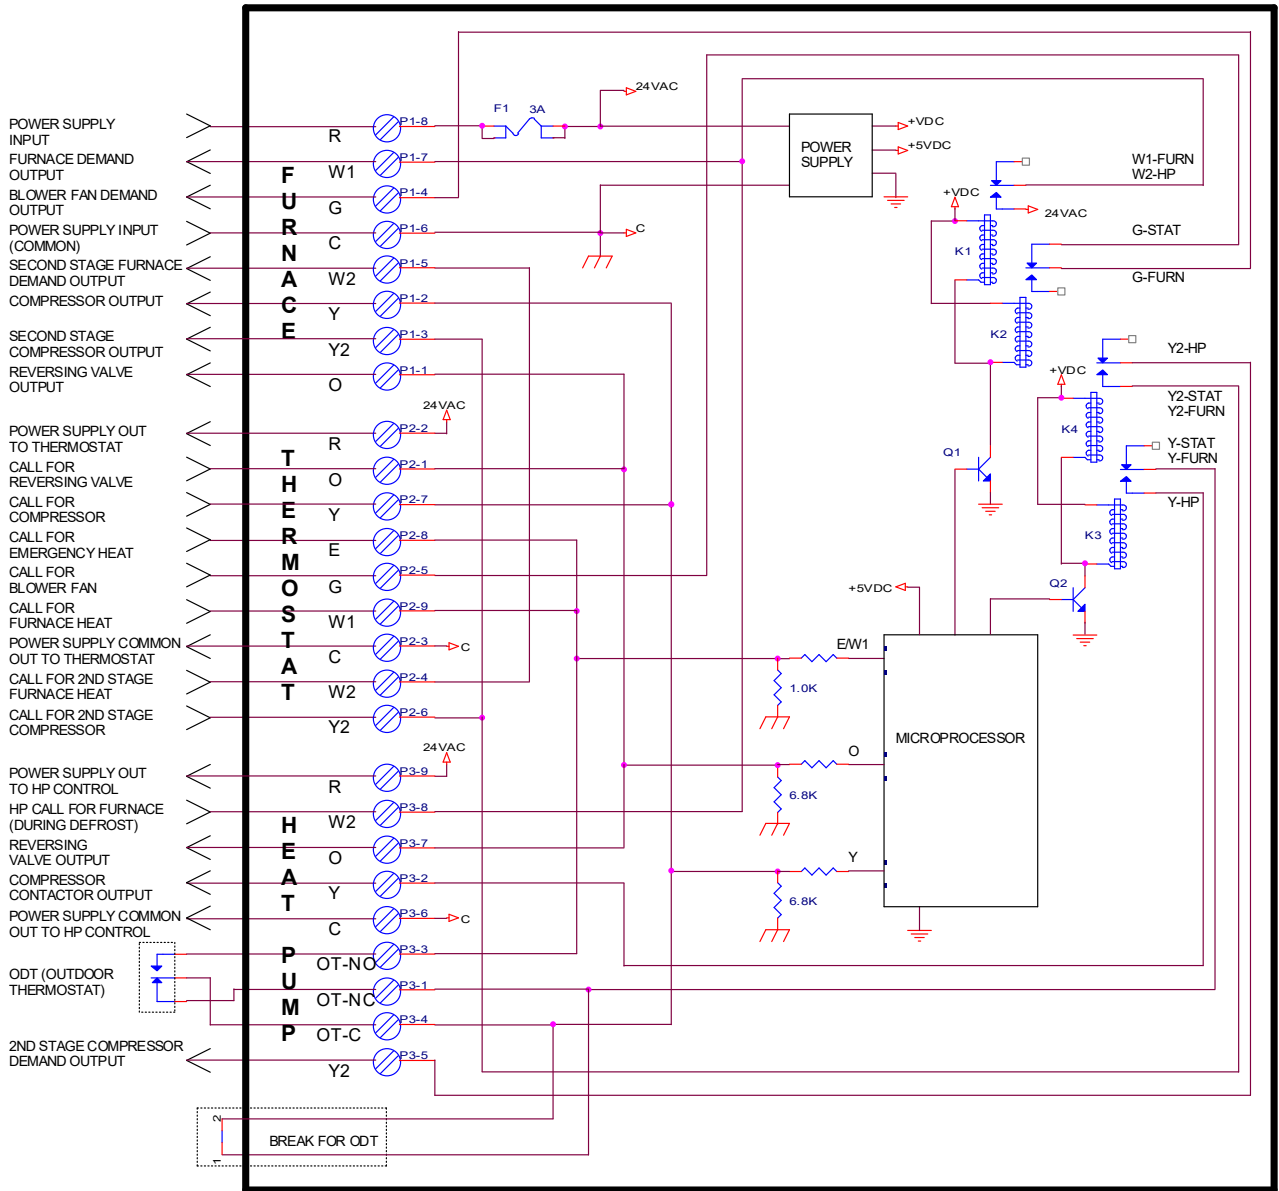 POWER SUPPLY
INPUT
R
P1-8
F1
3A
24VAC
FURNACE DEMAND
OUTPUT
W1
P1-7
BLOWER FAN DEMAND
OUTPUT
G
P1-4
POWER SUPPLY INPUT
(COMMON)
C
P1-6
C
SECOND STAGE FURNACE
DEMAND OUTPUT
W2
P1-5
COMPRESSOR OUTPUT
Y
P1-2
SECOND STAGE
COMPRESSOR OUTPUT
Y2
P1-3
REVERSING VALVE
OUTPUT
O
P1-1
FURNACE
POWER SUPPLY OUT
TO THERMOSTAT
R
P2-2
24VAC
CALL FOR
REVERSING VALVE
O
P2-1
CALL FOR
COMPRESSOR
Y
P2-7
CALL FOR
EMERGENCY HEAT
E
P2-8
CALL FOR
BLOWER FAN
G
P2-5
CALL FOR
FURNACE HEAT
W1
P2-9
POWER SUPPLY COMMON
OUT TO THERMOSTAT
C
P2-3
C
CALL FOR 2ND STAGE
FURNACE HEAT
W2
P2-4
CALL FOR 2ND STAGE
COMPRESSOR
Y2
P2-6
THERMOSTAT
POWER SUPPLY OUT
TO HP CONTROL
R
P3-9
24VAC
HP CALL FOR FURNACE
(DURING DEFROST)
W2
P3-8
REVERSING
VALVE OUTPUT
O
P3-7
COMPRESSOR
CONTACTOR OUTPUT
Y
P3-2
POWER SUPPLY COMMON
OUT TO HP CONTROL
C
P3-6
C
OT-NO
P3-3
ODT (OUTDOOR
THERMOSTAT)
OT-NC
P3-1
OT-C
P3-4
2ND STAGE COMPRESSOR
DEMAND OUTPUT
Y2
P3-5
HEAT PUMP
2
1
BREAK FOR ODT
POWER
SUPPLY
+VDC
+5VDC
W1-FURN
W2-HP
24VAC
+VDC
K1
G-STAT
G-FURN
K2
Y2-HP
+VDC
Y2-STAT
Y2-FURN
K4
Y-STAT
Y-FURN
Y-HP
K3
Q1
Q2
+5VDC
E/W1
1.0K
MICROPROCESSOR
O
6.8K
Y
6.8K